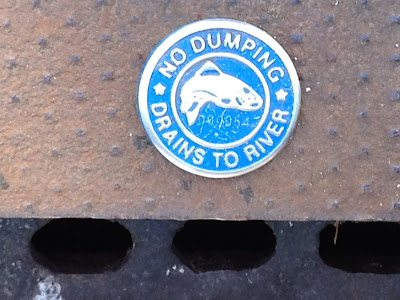 NO DUMPING
DRAINS TO RIVER